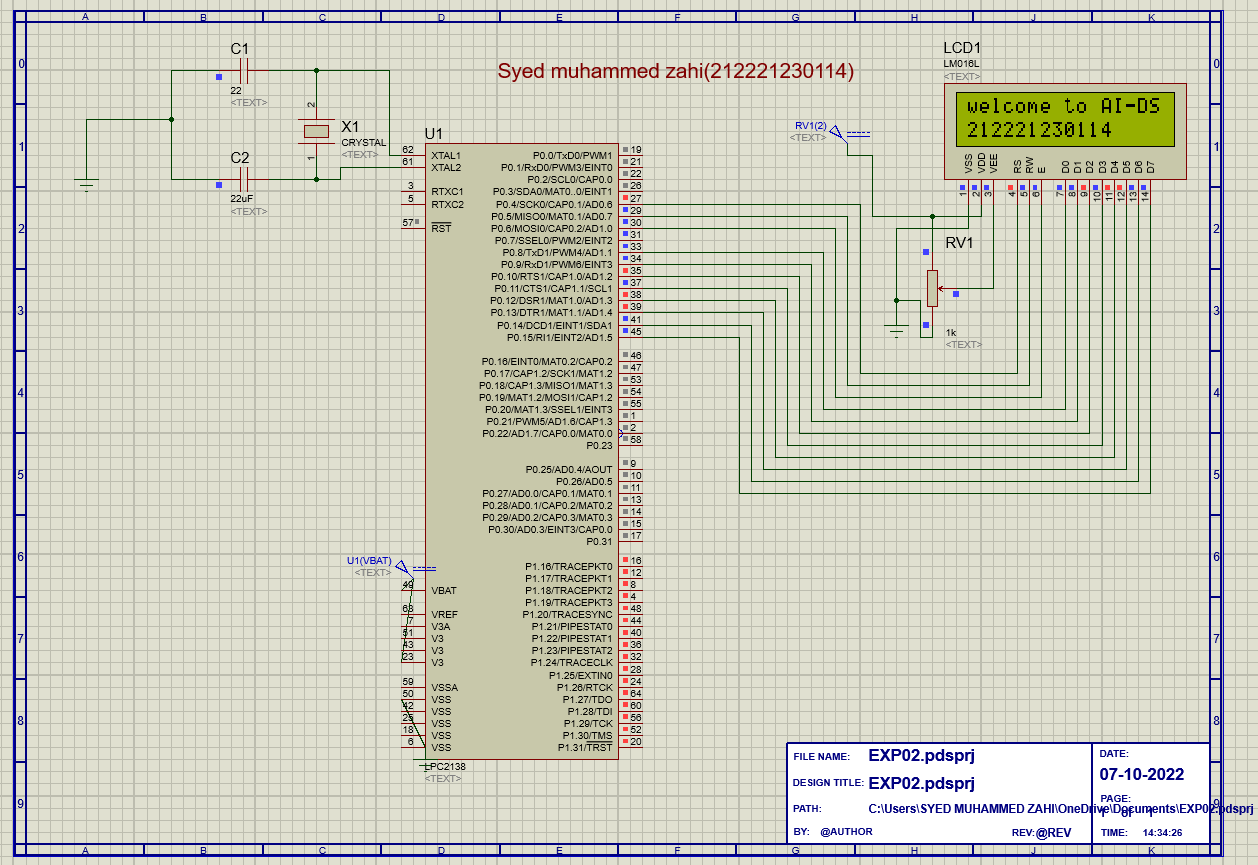 A B C D E F G H J K
0 0
1 1
2 2
3 3
4 4
5 5
6 6
7 7
8 8
9 9
Syed muhammed zahi(212221230114)
C1
22
<TEXT>
C2
22uF
<TEXT>
X1
CRYSTAL
<TEXT>
2
1
LCD1
LM016L
<TEXT>
welcome to AI-DS
212221230114
VSS VDD VEE RS RW E D0 D1 D2 D3 D4 D5 D6 D7
1 2 3 4 5 6 7 8 9 10 11 12 13 14
RV1(2)
<TEXT>
RV1
1k
<TEXT>
U1
62 XTAL1
61 XTAL2
3 RTXC1
5 RTXC2
57 RST
U1(VBAT)
<TEXT>
49 VBAT
63 VREF
7 V3A
51 V3
43 V3
23 V3
59 VSSA
50 VSS
42 VSS
25 VSS
18 VSS
6 VSS
P0.0/TxD0/PWM1 19
P0.1/RxD0/PWM3/EINT0 21
P0.2/SCL0/CAP0.0 22
P0.3/SDA0/MAT0..0/EINT1 26
P0.4/SCK0/CAP0.1/AD0.6 27
P0.5/MISO0/MAT0.1/AD0.7 29
P0.6/MOSI0/CAP0.2/AD1.0 30
P0.7/SSEL0/PWM2/EINT2 31
P0.8/TxD1/PWM4/AD1.1 33
P0.9/RxD1/PWM6/EINT3 34
P0.10/RTS1/CAP1.0/AD1.2 35
P0.11/CTS1/CAP1.1/SCL1 37
P0.12/DSR1/MAT1.0/AD1.3 38
P0.13/DTR1/MAT1.1/AD1.4 39
P0.14/DCD1/EINT1/SDA1 41
P0.15/RI1/EINT2/AD1.5 45
P0.16/EINT0/MAT0.2/CAP0.2 46
P0.17/CAP1.2/SCK1/MAT1.2 47
P0.18/CAP1.3/MISO1/MAT1.3 53
P0.19/MAT1.2/MOSI1/CAP1.2 54
P0.20/MAT1.3/SSEL1/EINT3 55
P0.21/PWM5/AD1.6/CAP1.3 1
P0.22/AD1.7/CAP0.0/MAT0.0 2
P0.23 58
P0.25/AD0.4/AOUT 9
P0.26/AD0.5 10
P0.27/AD0.0/CAP0.1/MAT0.1 11
P0.28/AD0.1/CAP0.2/MAT0.2 13
P0.29/AD0.2/CAP0.3/MAT0.3 14
P0.30/AD0.3/EINT3/CAP0.0 15
P0.31 17
P1.16/TRACEPKT0 16
P1.17/TRACEPKT1 12
P1.18/TRACEPKT2 8
P1.19/TRACEPKT3 4
P1.20/TRACESYNC 48
P1.21/PIPESTAT0 44
P1.22/PIPESTAT1 40
P1.23/PIPESTAT2 36
P1.24/TRACECLK 32
P1.25/EXTIN0 28
P1.26/RTCK 24
P1.27/TDO 64
P1.28/TDI 60
P1.29/TCK 56
P1.30/TMS 52
P1.31/TRST 20
LPC2138
<TEXT>
FILE NAME: EXP02.pdsprj
DESIGN TITLE: EXP02.pdsprj
PATH: C:\Users\SYED MUHAMMED ZAHI\OneDrive\Documents\EXP02.pdsprj
BY: @AUTHOR REV:@REV
DATE:
07-10-2022
PAGE:
TIME: 14:34:26
A B C D E F G H J K